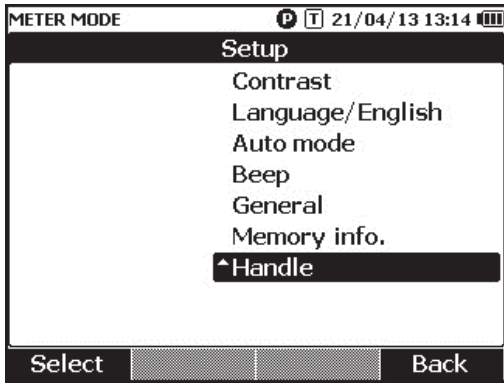 METER MODE P T 21/04/13 13:14
Setup
Contrast
Language/English
Auto mode
Beep
General
Memory info.
Handle
Select Back